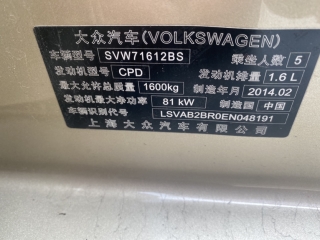 大众汽车(VOLKSWAGEN)
车辆型号 SVW71612BS 乘坐人数 5
发动机型号 CPD 发动机排量 1.6 L
最大允许总质量 1600kg 制造年月 2014.02
发动机最大净功率 81 kW 制造国 中国
车辆识别代号 LSVAB2BR0EN048191
上海大众汽车有限公司